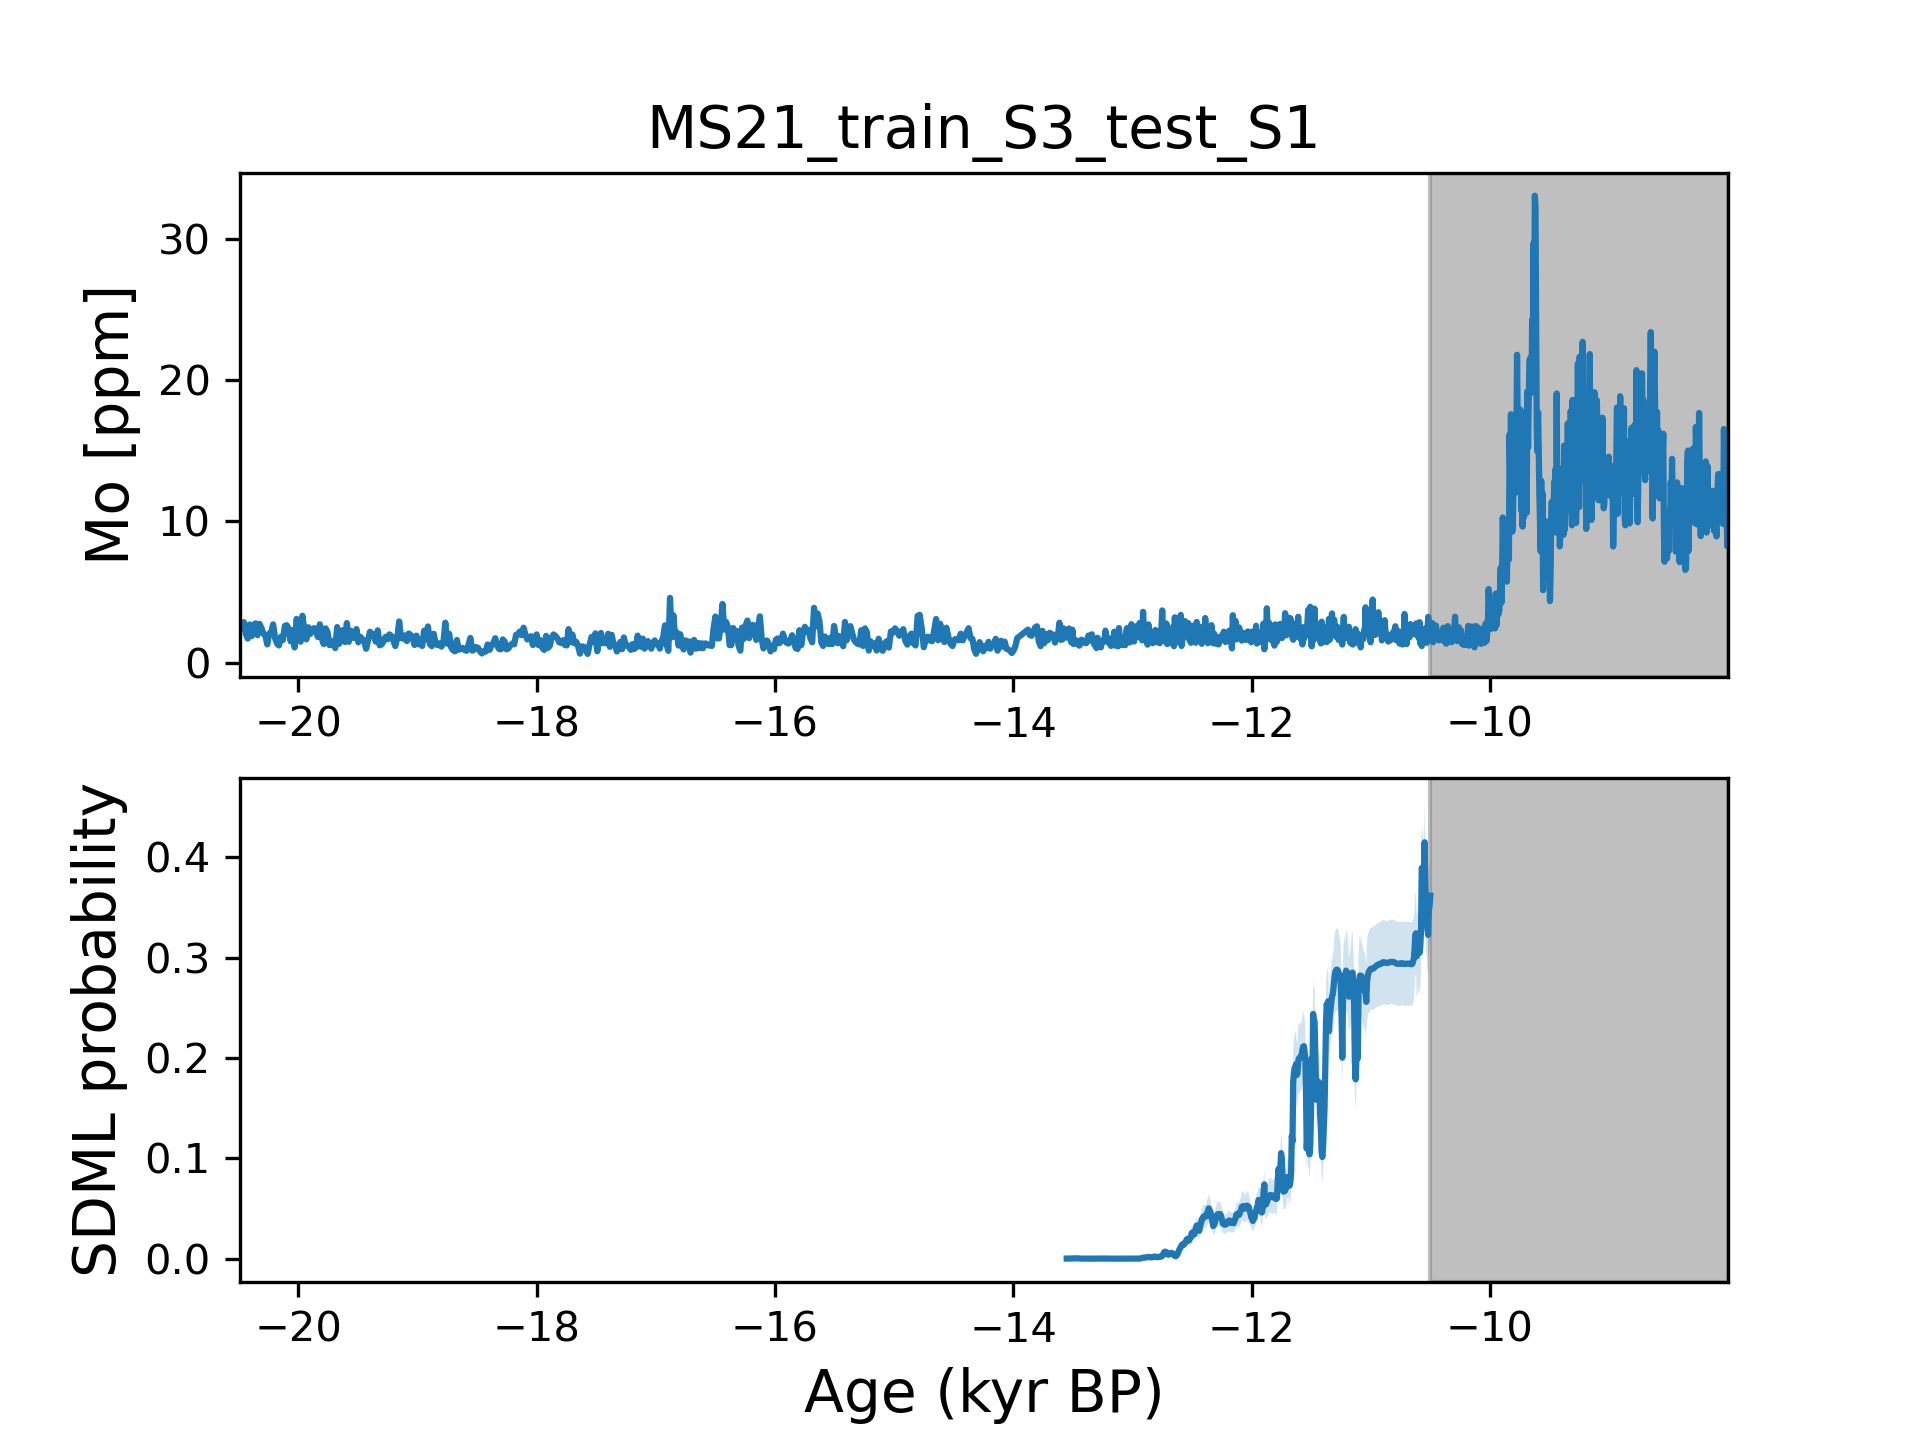 MS21_train_S3_test_S1
Mo [ppm]
30
20
10
0
−20 −18 −16 −14 −12 −10
SDML probability
0.4
0.3
0.2
0.1
0.0
−20 −18 −16 −14 −12 −10
Age (kyr BP)